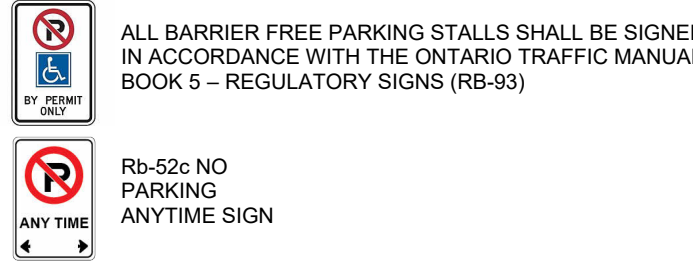 P
BY PERMIT
ONLY
ALL BARRIER FREE PARKING STALLS SHALL BE SIGNED
IN ACCORDANCE WITH THE ONTARIO TRAFFIC MANUAL
BOOK 5 – REGULATORY SIGNS (RB-93)
P
ANY TIME
Rb-52c NO
PARKING
ANYTIME SIGN